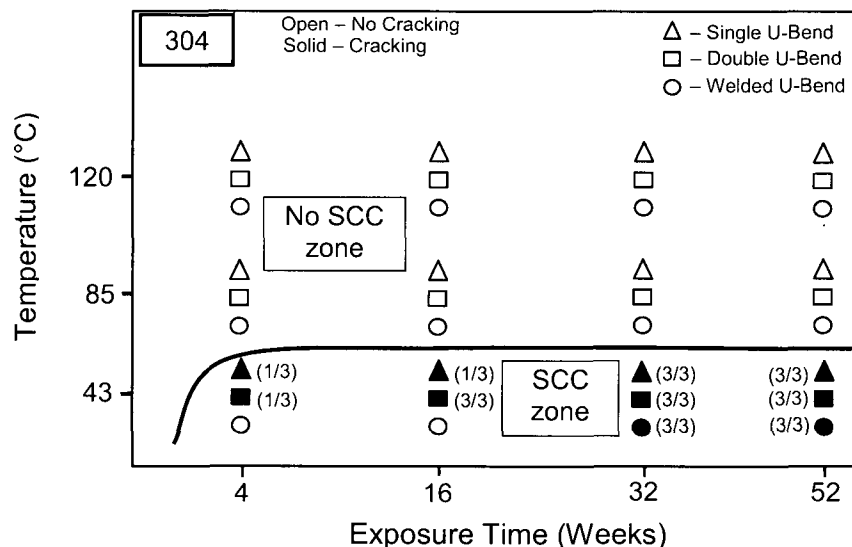 304
Open – No Cracking
Solid – Cracking
– Single U-Bend
– Double U-Bend
– Welded U-Bend
Temperature (°C)
120
85
43
No SCC
zone
SCC
zone
(1/3) (1/3) (3/3) (3/3)
(1/3) (3/3) (3/3) (3/3)
(3/3) (3/3)
4 16 32 52
Exposure Time (Weeks)